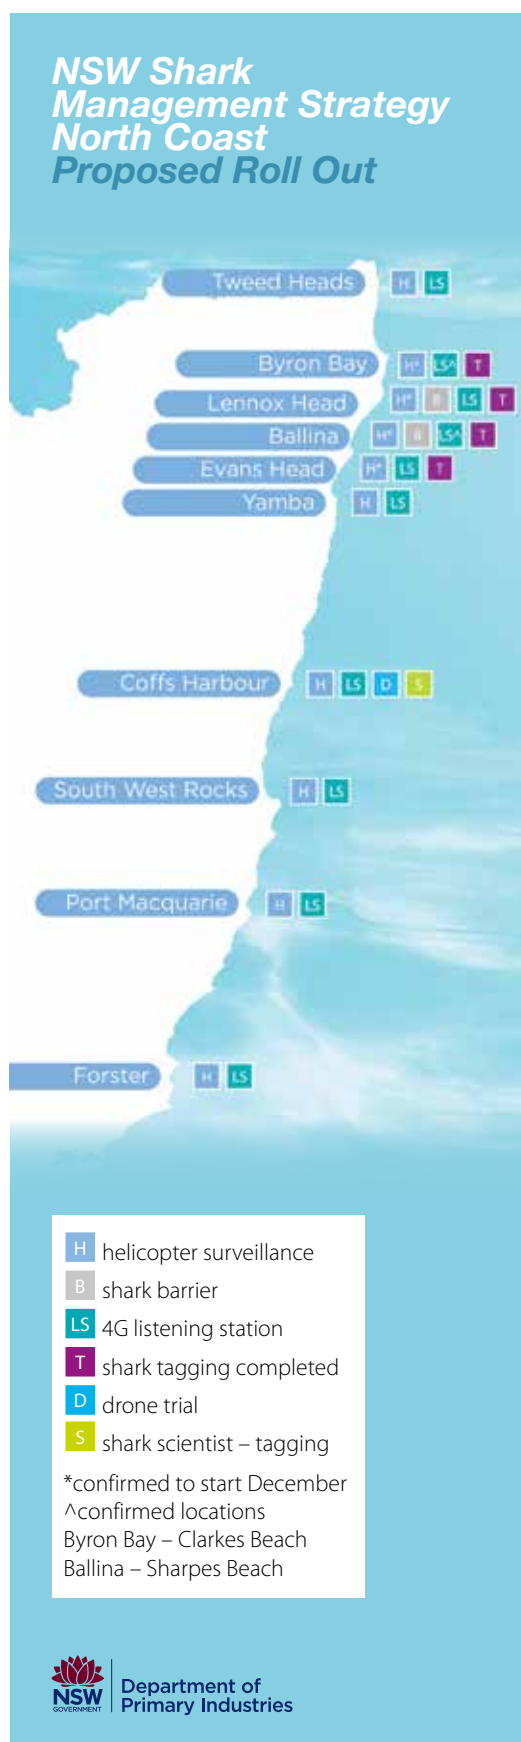 NSW Shark
Management Strategy
North Coast
Proposed Roll Out
Tweed Heads H LS
Byron Bay H* LS^ T
Lennox Head H* B LS T
Ballina H* B LS^ T
Evans Head H* LS T
Yamba H LS
Coffs Harbour H LS D S
South West Rocks H LS
Port Macquarie H LS
Forster H LS
H helicopter surveillance
B shark barrier
LS 4G listening station
T shark tagging completed
D drone trial
S shark scientist – tagging
*confirmed to start December
^confirmed locations
Byron Bay – Clarkes Beach
Ballina – Sharpes Beach
NSW
GOVERNMENT
Department of
Primary Industries